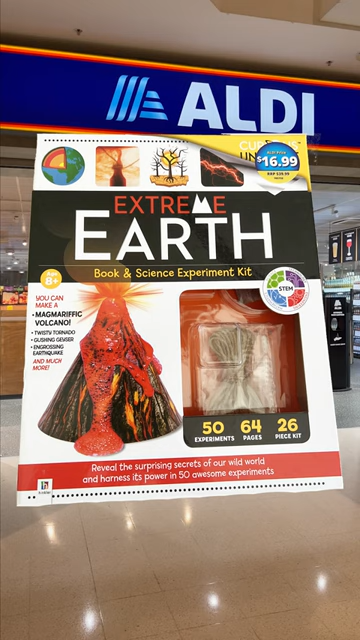 ALDI
CUR
UN
ALDI PRICE
$16.99
RRP $39.99
EXTREME
EARTH
Book & Science Experiment Kit
Age
8+
STEM
YOU CAN
MAKE A
• MAGMARIFFIC
VOLCANO!
• TWISTY TORNADO
• GUSHING GEYSER
• ENGROSSING
EARTHQUAKE
AND MUCH
MORE!
50 64 26
EXPERIMENTS PAGES PIECE KIT
Reveal the surprising secrets of our wild world
and harness its power in 50 awesome experiments